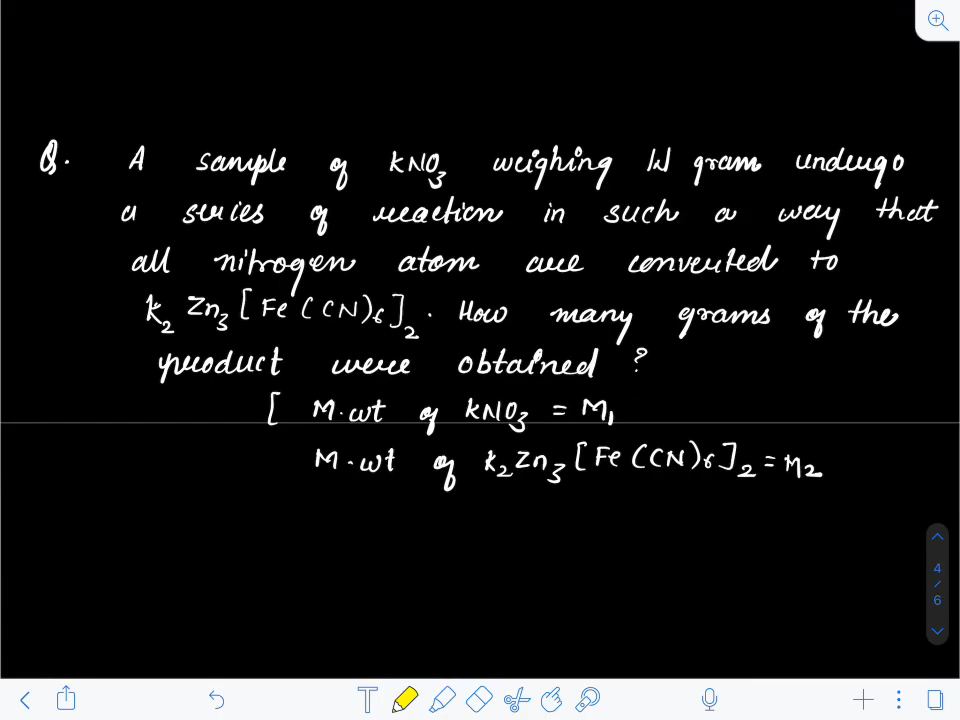 Q. A sample of KNO3 weighing W gram undergo
a series of reaction in such a way that
all nitrogen atom are converted to
K2 Zn3 [Fe (CN)6]2. How many grams of the
product were obtained ?
[ M.wt of KNO3 = M1
M.wt of K2Zn3 [Fe (CN)6]2 = M2
4
/
6
T